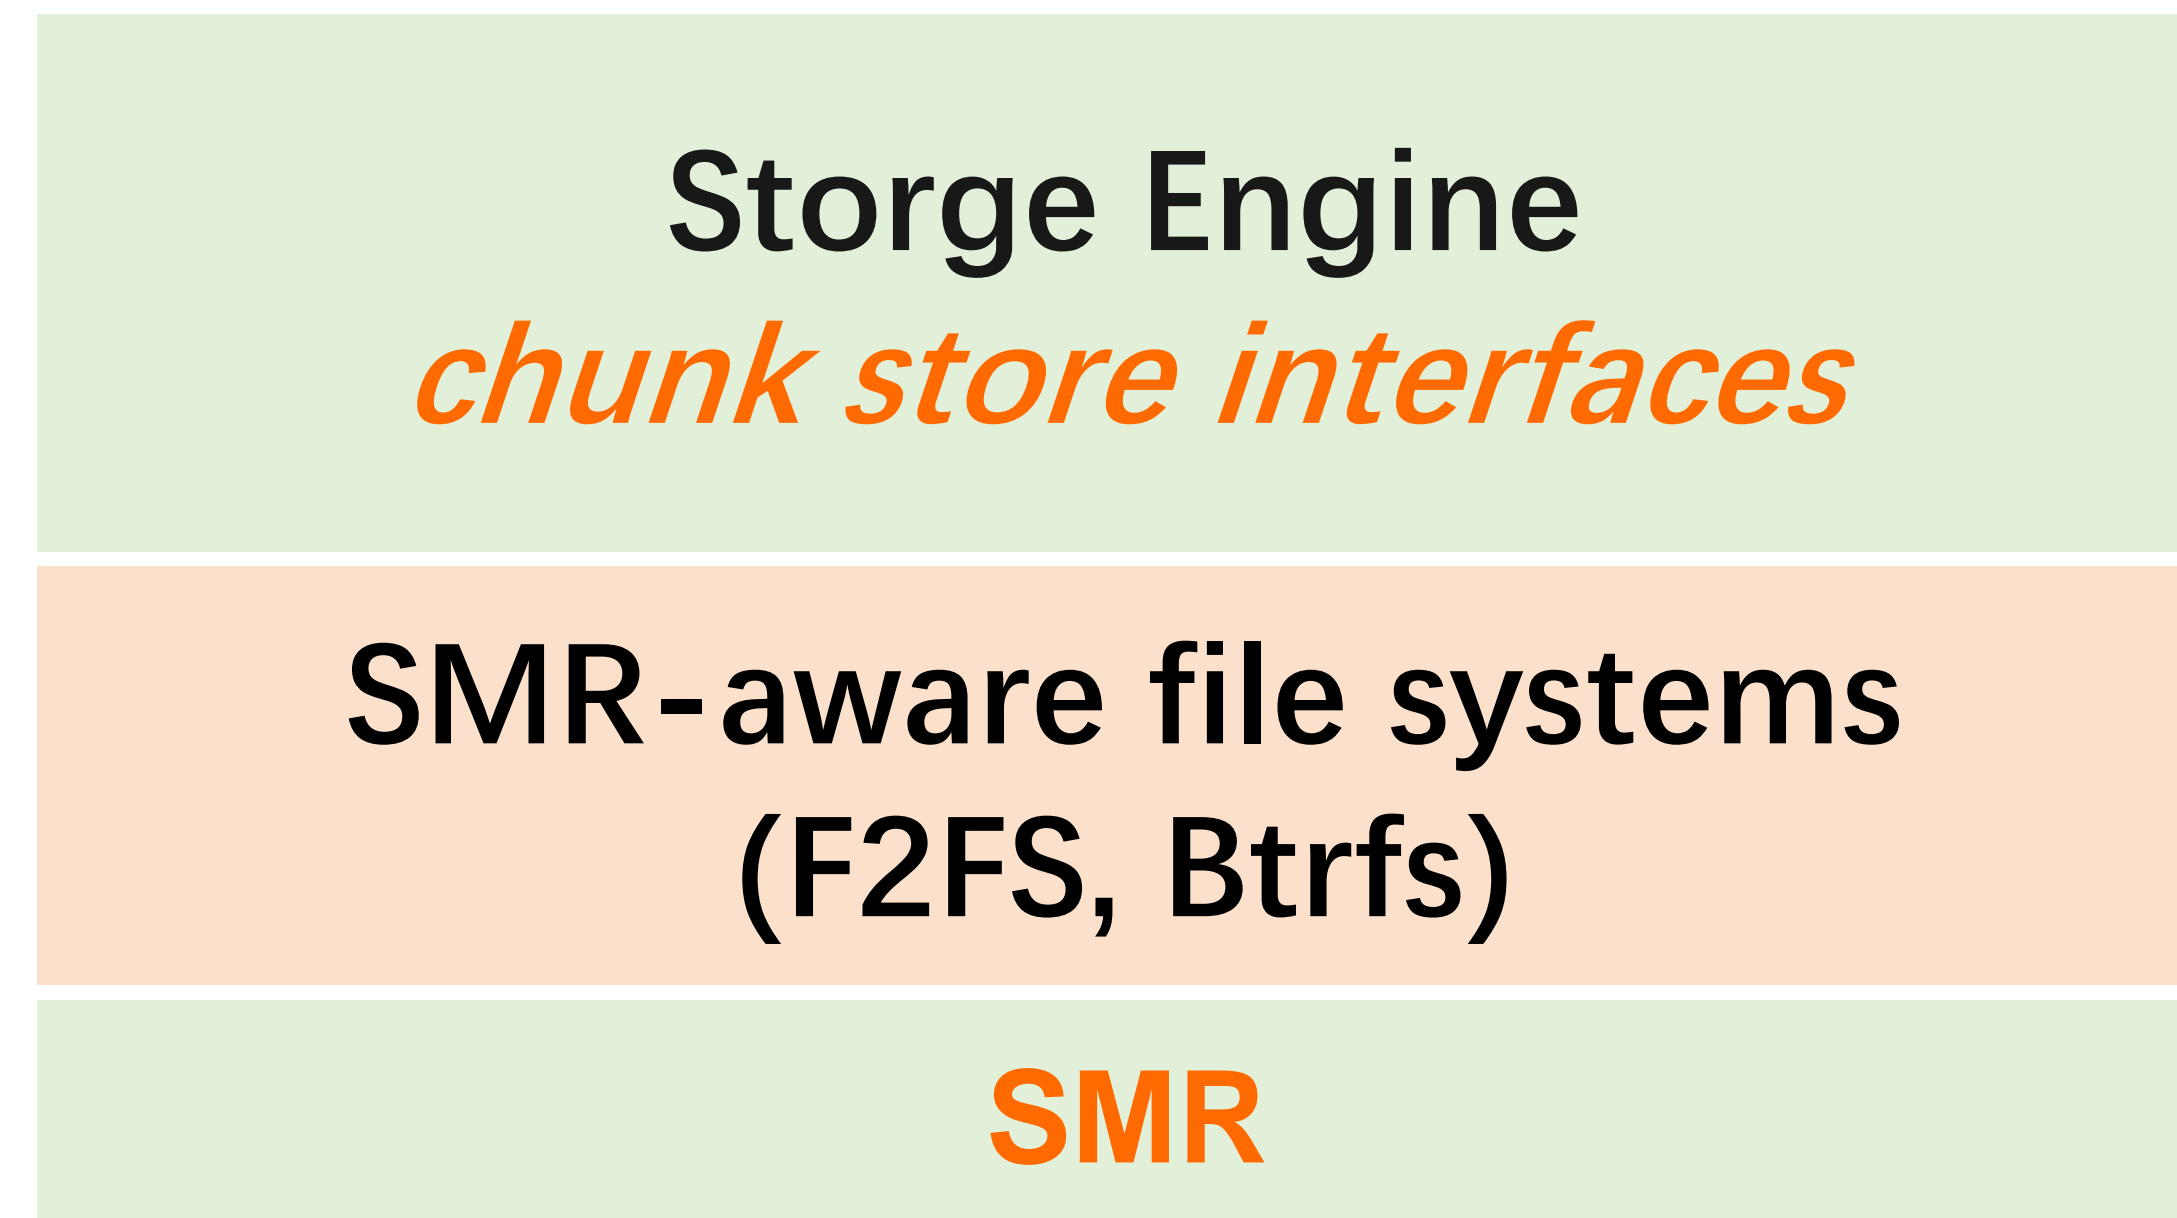 Storge Engine
chunk store interfaces
SMR-aware file systems
(F2FS, Btrfs)
SMR